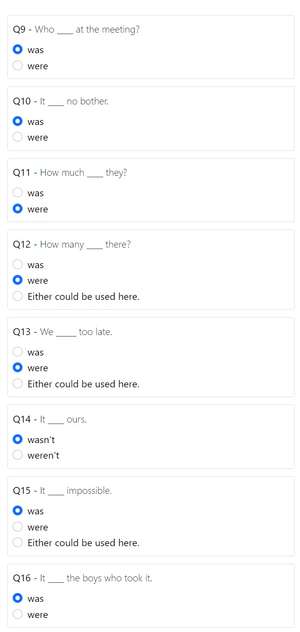 Q9 - Who ____ at the meeting?
was
were
Q10 - It ____ no bother.
was
were
Q11 - How much ____ they?
was
were
Q12 - How many ____ there?
was
were
Either could be used here.
Q13 - We _____ too late.
was
were
Either could be used here.
Q14 - It ____ ours.
wasn't
weren't
Q15 - It ____ impossible.
was
were
Either could be used here.
Q16 - It ____ the boys who took it.
was
were